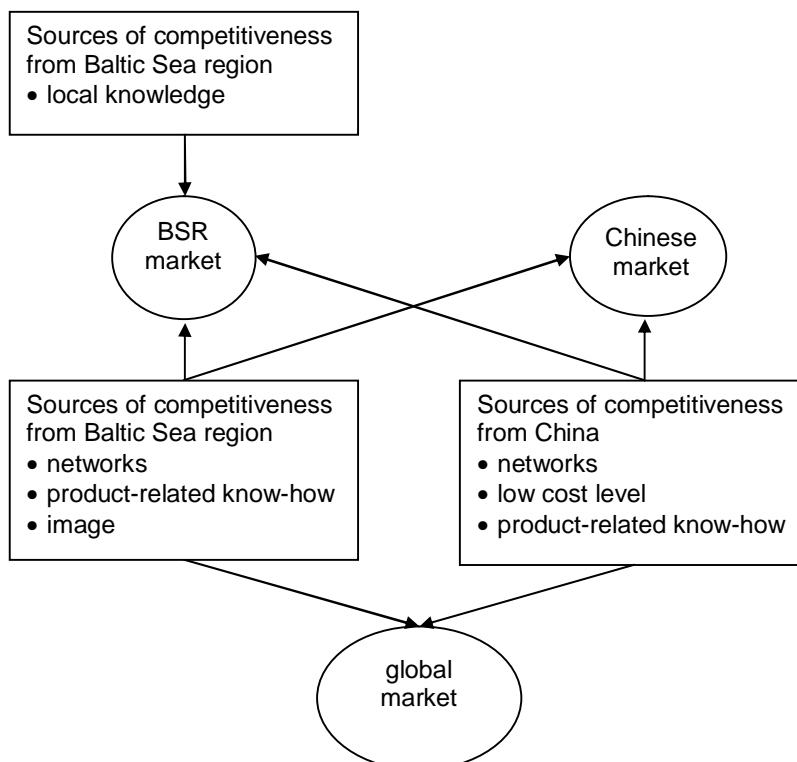 Sources of competitiveness
from Baltic Sea region
• local knowledge
BSR
market
Chinese
market
Sources of competitiveness
from Baltic Sea region
• networks
• product-related know-how
• image
Sources of competitiveness
from China
• networks
• low cost level
• product-related know-how
global
market